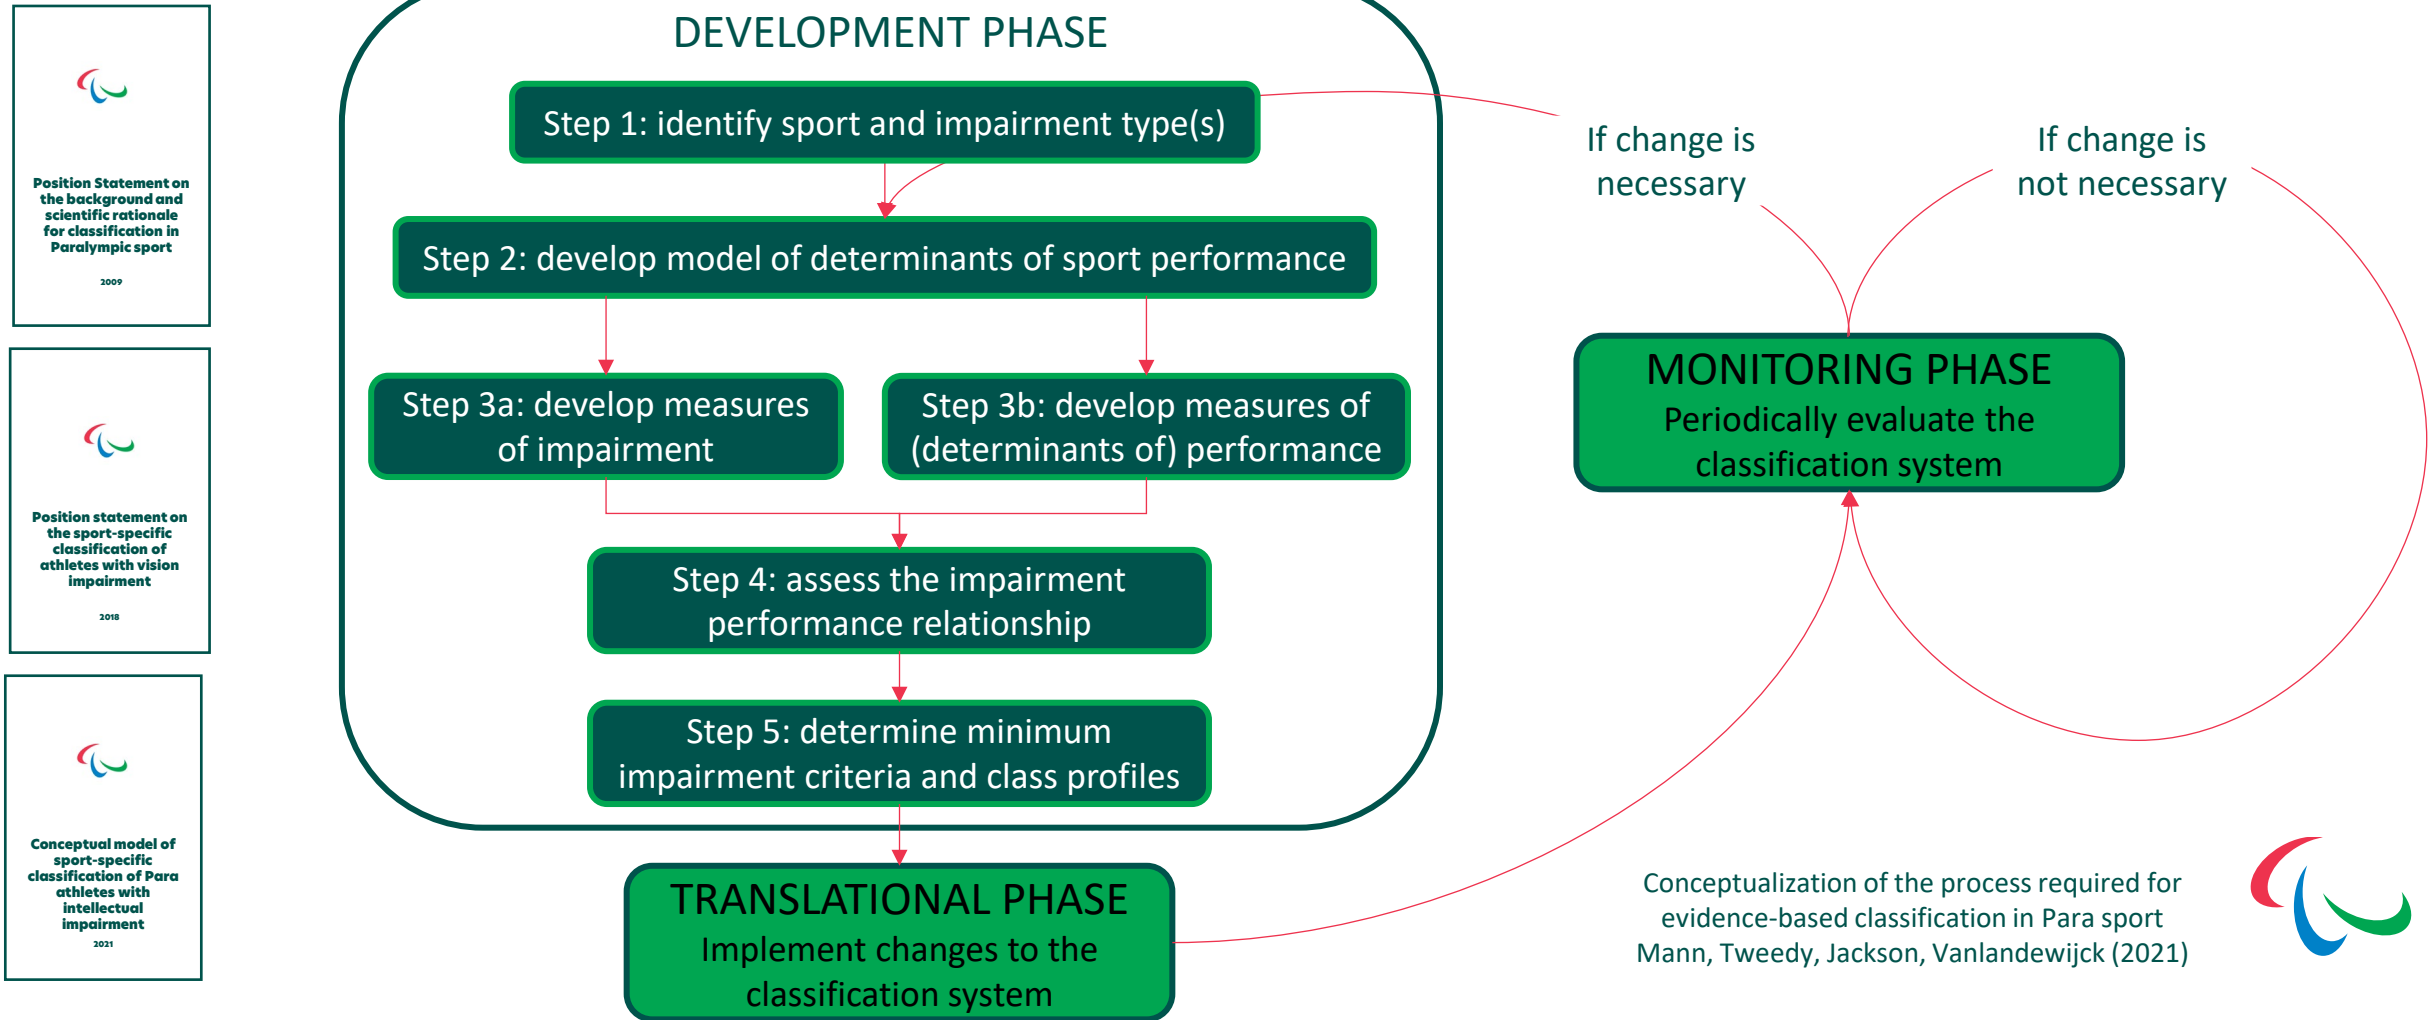 Position Statement on
the background and
scientific rationale
for classification in
Paralympic sport
2009
Position statement on
the sport-specific
classification of
athletes with vision
impairment
2018
Conceptual model of
sport-specific
classification of Para
athletes with
intellectual
impairment
2021
DEVELOPMENT PHASE
Step 1: identify sport and impairment type(s)
Step 2: develop model of determinants of sport performance
Step 3a: develop measures
of impairment
Step 3b: develop measures of
(determinants of) performance
Step 4: assess the impairment
performance relationship
Step 5: determine minimum
impairment criteria and class profiles
TRANSLATIONAL PHASE
Implement changes to the
classification system
If change is
necessary
If change is
not necessary
MONITORING PHASE
Periodically evaluate the
classification system
Conceptualization of the process required for
evidence-based classification in Para sport
Mann, Tweedy, Jackson, Vanlandewijck (2021)